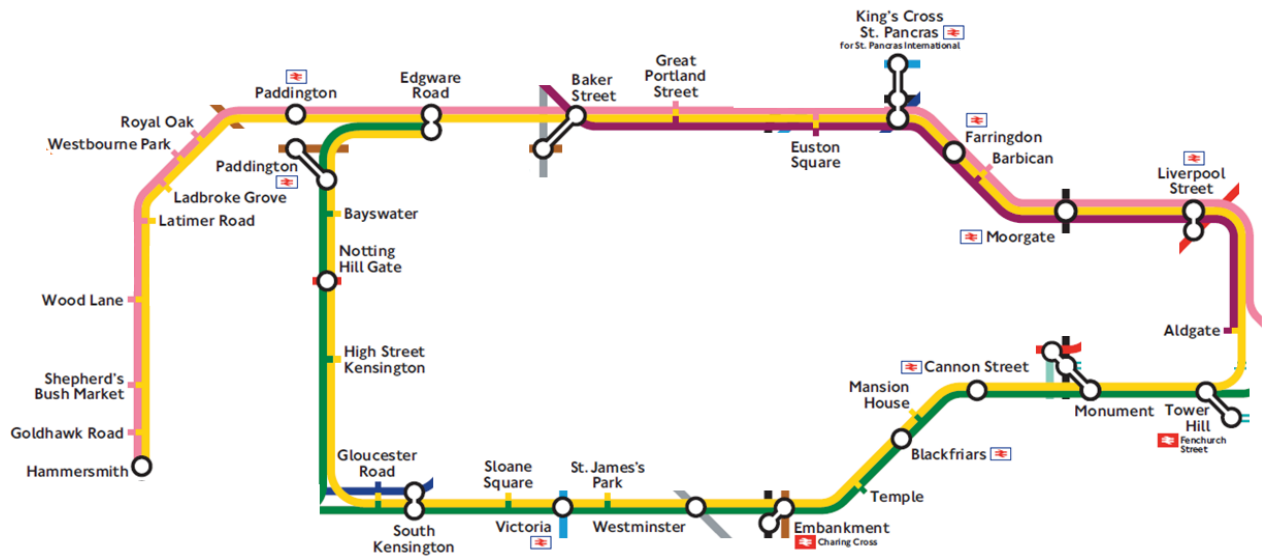 King's Cross
St. Pancras
for St. Pancras International
Paddington
Edgware
Road
Baker
Street
Great
Portland
Street
Royal Oak
Westbourne Park
Paddington
Euston
Square
Farringdon
Barbican
Liverpool
Street
Ladbroke Grove
Latimer Road
Bayswater
Moorgate
Notting
Hill Gate
Wood Lane
Aldgate
High Street
Kensington
Cannon Street
Shepherd's
Bush Market
Mansion
House
Monument
Tower
Hill
Fenchurch
Street
Goldhawk Road
Hammersmith
Gloucester
Road
Sloane
Square
St. James's
Park
Blackfriars
Temple
South
Kensington
Victoria
Westminster
Embankment
Charing Cross